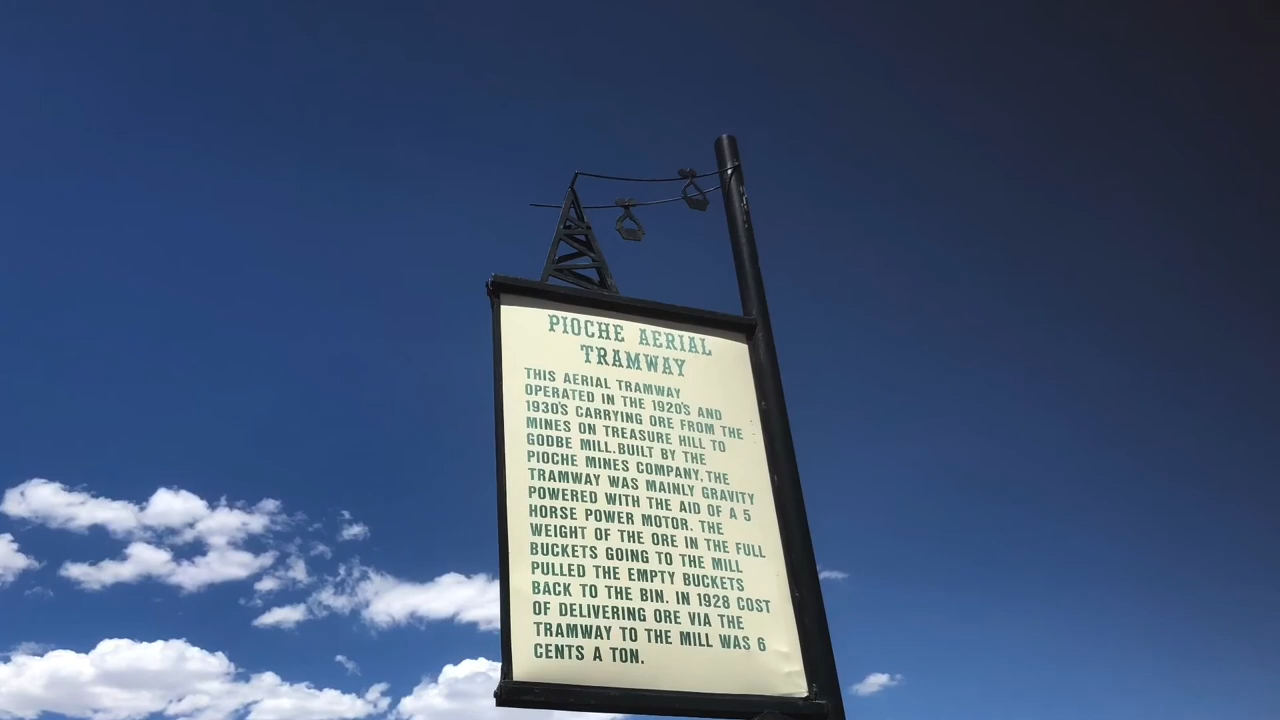 PIOCHE AERIAL
TRAMWAY
THIS AERIAL TRAMWAY
OPERATED IN THE 1920'S AND
1930'S CARRYING ORE FROM THE
MINES ON TREASURE HILL TO
GODBE MILL. BUILT BY THE
PIOCHE MINES COMPANY, THE
TRAMWAY WAS MAINLY GRAVITY
POWERED WITH THE AID OF A 5
HORSE POWER MOTOR. THE
WEIGHT OF THE ORE IN THE FULL
BUCKETS GOING TO THE MILL
PULLED THE EMPTY BUCKETS
BACK TO THE BIN. IN 1928 COST
OF DELIVERING ORE VIA THE
TRAMWAY TO THE MILL WAS 6
CENTS A TON.